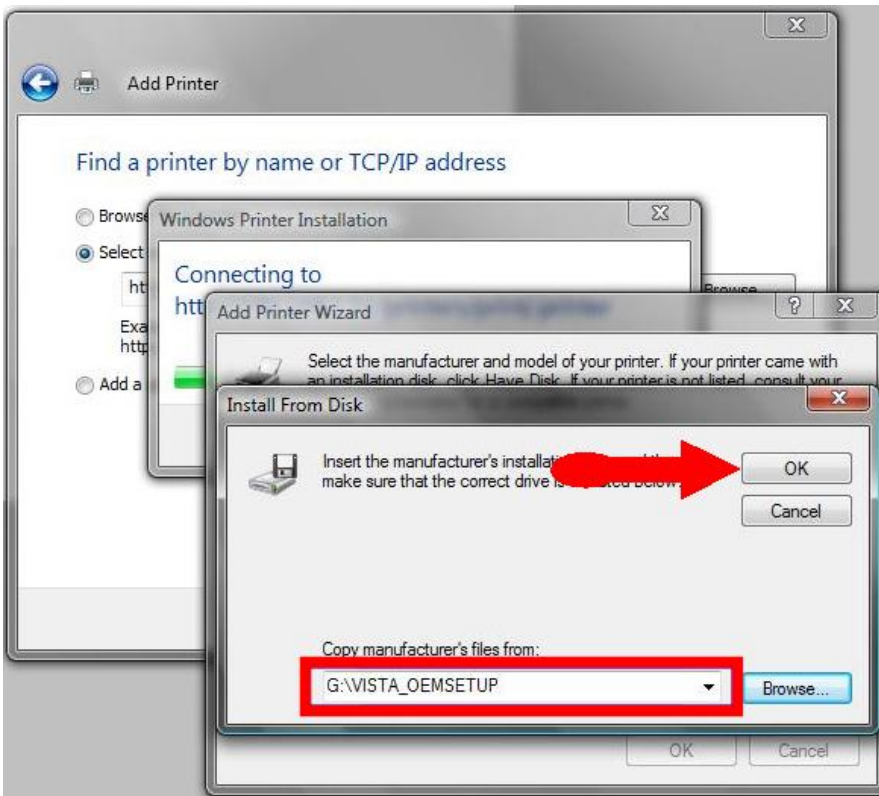 Add Printer
Find a printer by name or TCP/IP address
Browse
Select
Windows Printer Installation
Connecting to
htt
Browse...
Exa
http
Add a
Add Printer Wizard
Select the manufacturer and model of your printer. If your printer came with
an installation disk, click Have Disk. If your printer is not listed, consult your
Install From Disk
Insert the manufacturer's
make sure that the correct drive is
OK
Cancel
Copy manufacturer's files from:
G:\VISTA_OEMSETUP
Browse...
OK
Cancel